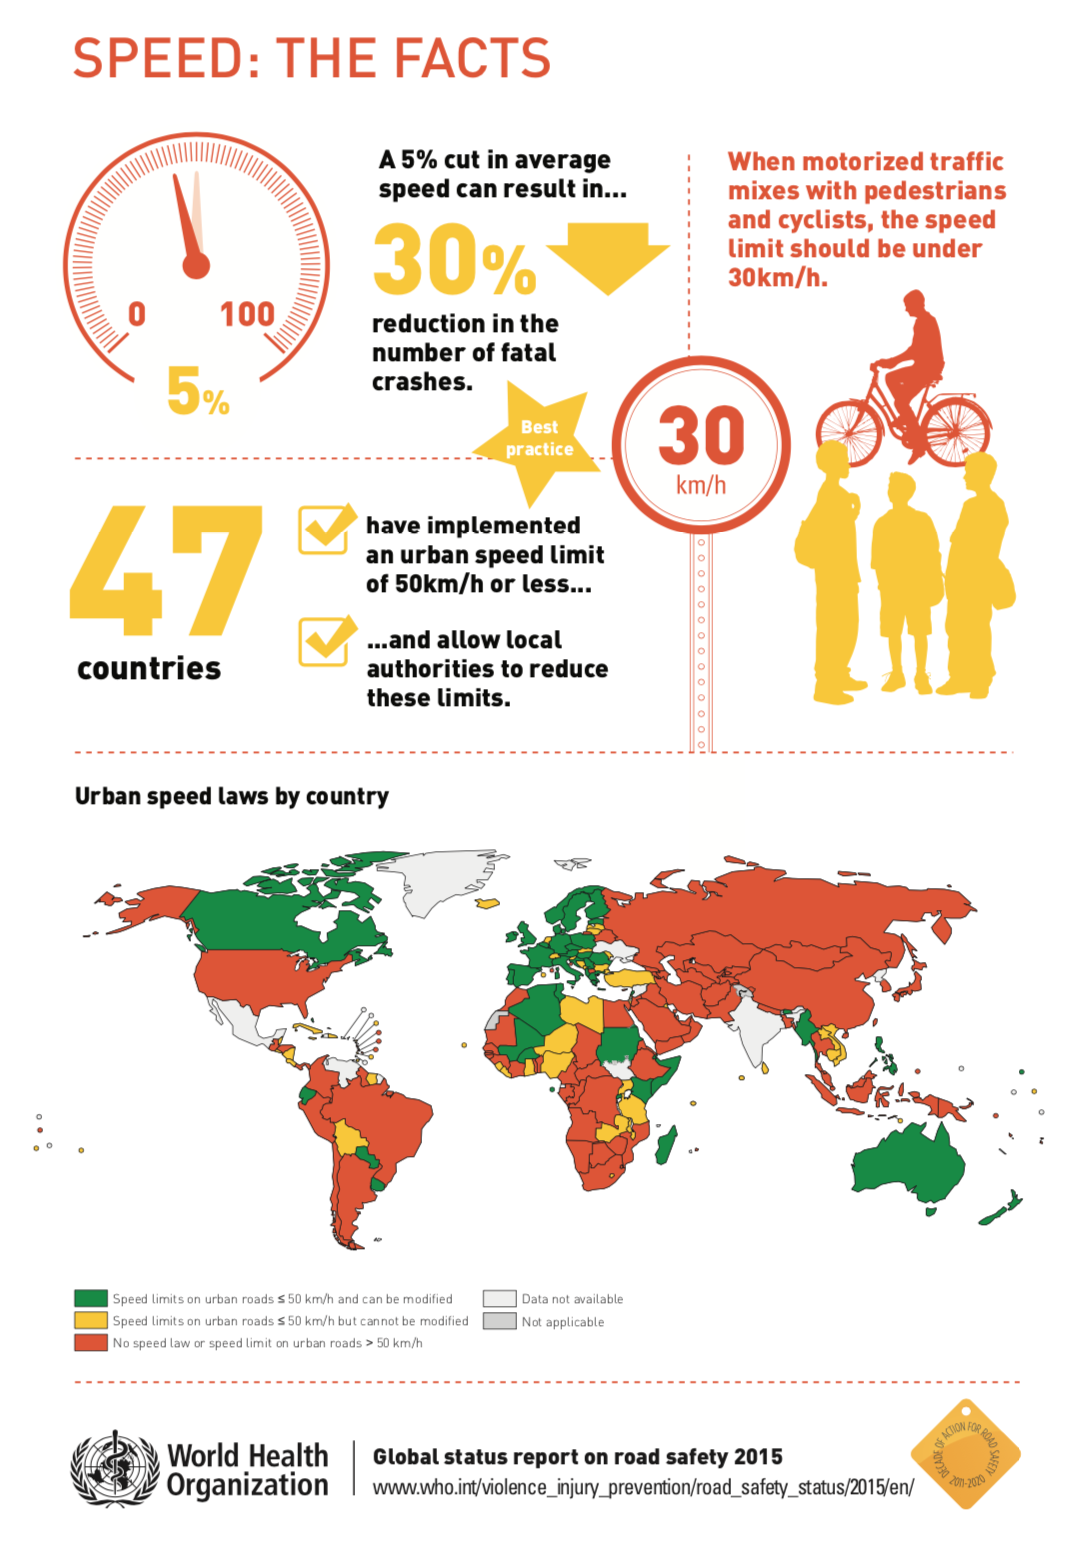 SPEED: THE FACTS
A 5% cut in average
speed can result in...
30%
reduction in the
number of fatal
crashes.
0
100
5%
When motorized traffic
mixes with pedestrians
and cyclists, the speed
limit should be under
30km/h.
Best
practice
30
km/h
47
countries
have implemented
an urban speed limit
of 50km/h or less...
...and allow local
authorities to reduce
these limits.
Urban speed laws by country
Speed limits on urban roads ≤ 50 km/h and can be modified
Speed limits on urban roads ≤ 50 km/h but cannot be modified
No speed law or speed limit on urban roads > 50 km/h
Data not available
Not applicable
World Health
Organization
Global status report on road safety 2015
www.who.int/violence_injury_prevention/road_safety_status/2015/en/
DECADE OF ACTION FOR ROAD SAFETY
2011-2020